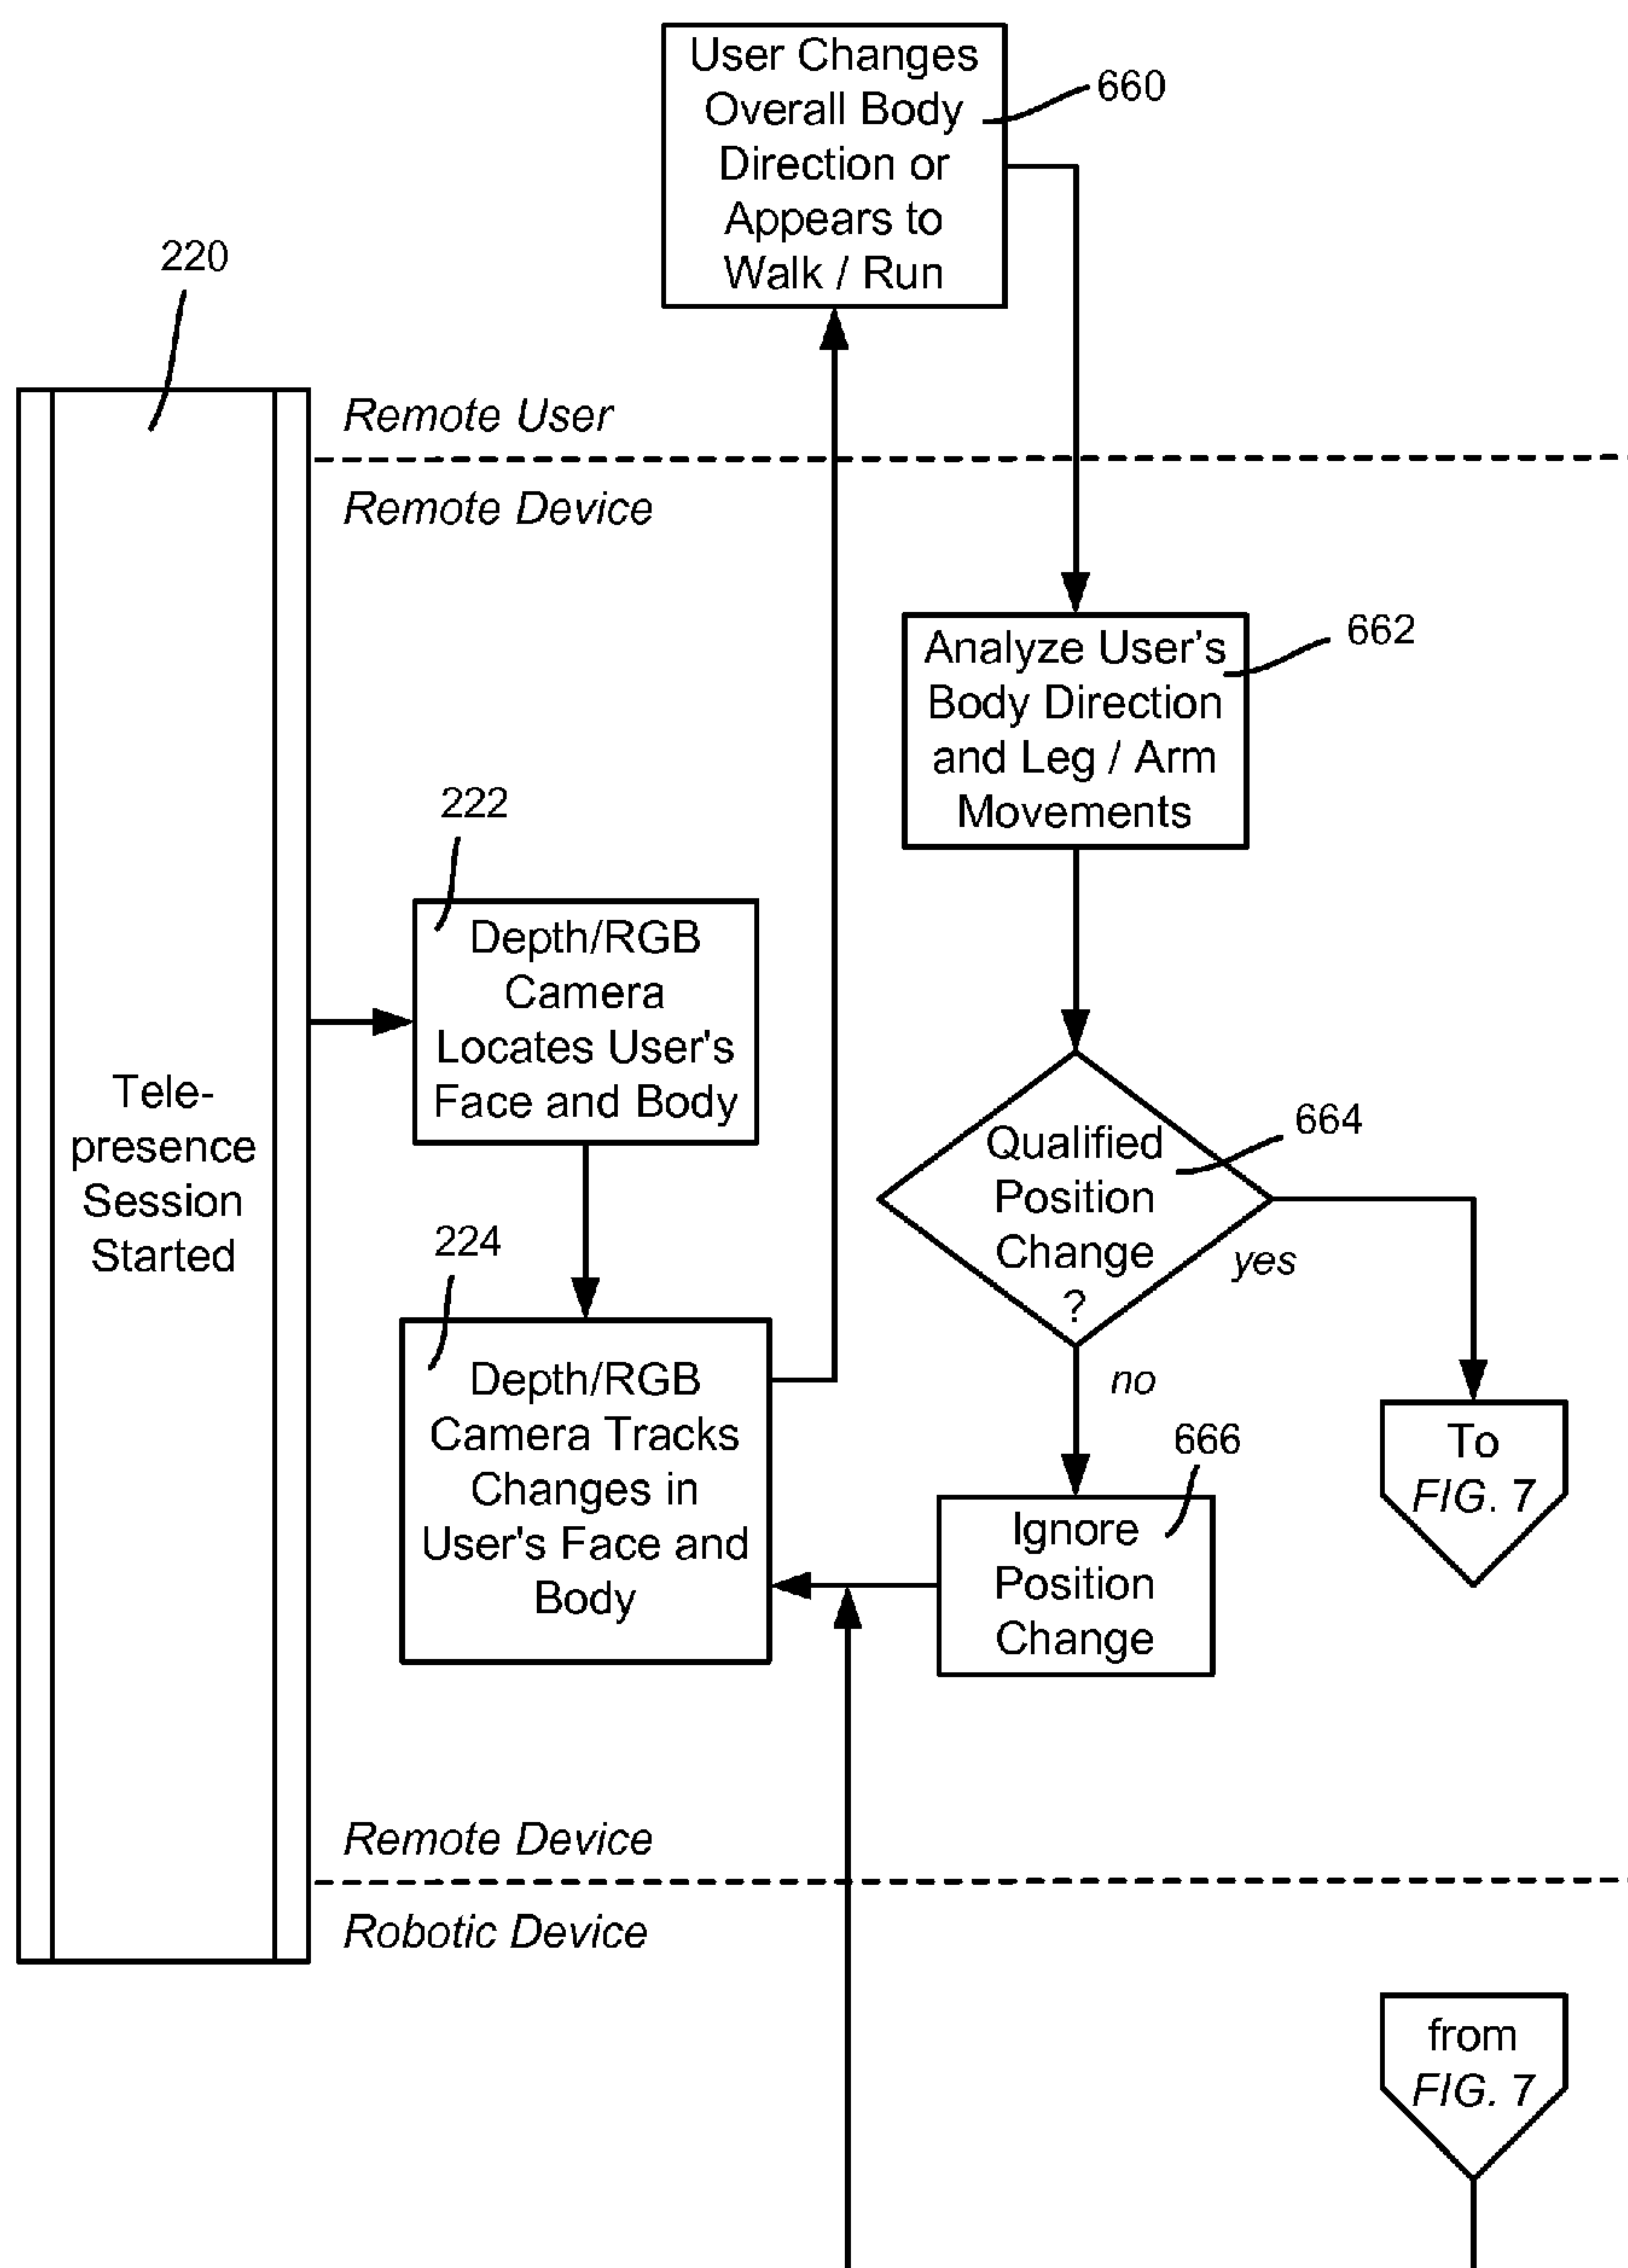 User Changes
Overall Body
Direction or
Appears to
Walk / Run
660
220
Remote User
Remote Device
Analyze User’s
Body Direction
and Leg / Arm
Movements
662
222
Depth/RGB
Camera
Locates User's
Face and Body
Tele-
presence
Session
Started
Qualified
Position
Change
?
664
yes
no
224
Depth/RGB
Camera Tracks
Changes in
User's Face and
Body
666
Ignore
Position
Change
To
FIG. 7
Remote Device
Robotic Device
from
FIG. 7